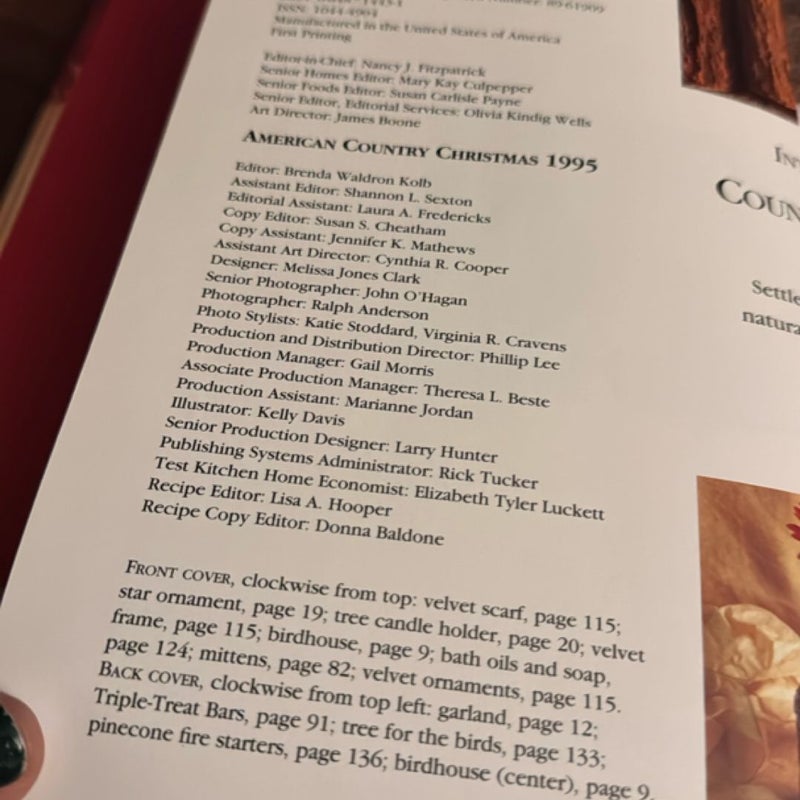 Manufactured in the United States of America
First Printing
Editor-in-Chief: Nancy J. Fitzpatrick
Senior Homes Editor: Mary Kay Culpepper
Senior Foods Editor: Susan Carlisle Payne
Senior Editor, Editorial Services: Olivia Kindig Wells
Art Director: James Boone
AMERICAN COUNTRY CHRISTMAS 1995
Editor: Brenda Waldron Kolb
Assistant Editor: Shannon L. Sexton
Editorial Assistant: Laura A. Fredericks
Copy Editor: Susan S. Cheatham
Copy Assistant: Jennifer K. Mathews
Assistant Art Director: Cynthia R. Cooper
Designer: Melissa Jones Clark
Senior Photographer: John O'Hagan
Photographer: Ralph Anderson
Photo Stylists: Katie Stoddard, Virginia R. Cravens
Production and Distribution Director: Phillip Lee
Production Manager: Gail Morris
Associate Production Manager: Theresa L. Beste
Production Assistant: Marianne Jordan
Illustrator: Kelly Davis
Senior Production Designer: Larry Hunter
Publishing Systems Administrator: Rick Tucker
Test Kitchen Home Economist: Elizabeth Tyler Luckett
Recipe Editor: Lisa A. Hooper
Recipe Copy Editor: Donna Baldone
FRONT COVER, clockwise from top: velvet scarf, page 115;
star ornament, page 19; tree candle holder, page 20; velvet
frame, page 115; birdhouse, page 9; bath oils and soap,
page 124; mittens, page 82; velvet ornaments, page 115.
BACK COVER, clockwise from top left: garland, page 12;
Triple-Treat Bars, page 91; tree for the birds, page 133;
pinecone fire starters, page 136; birdhouse (center), page 9.
COUN
Settle
natura